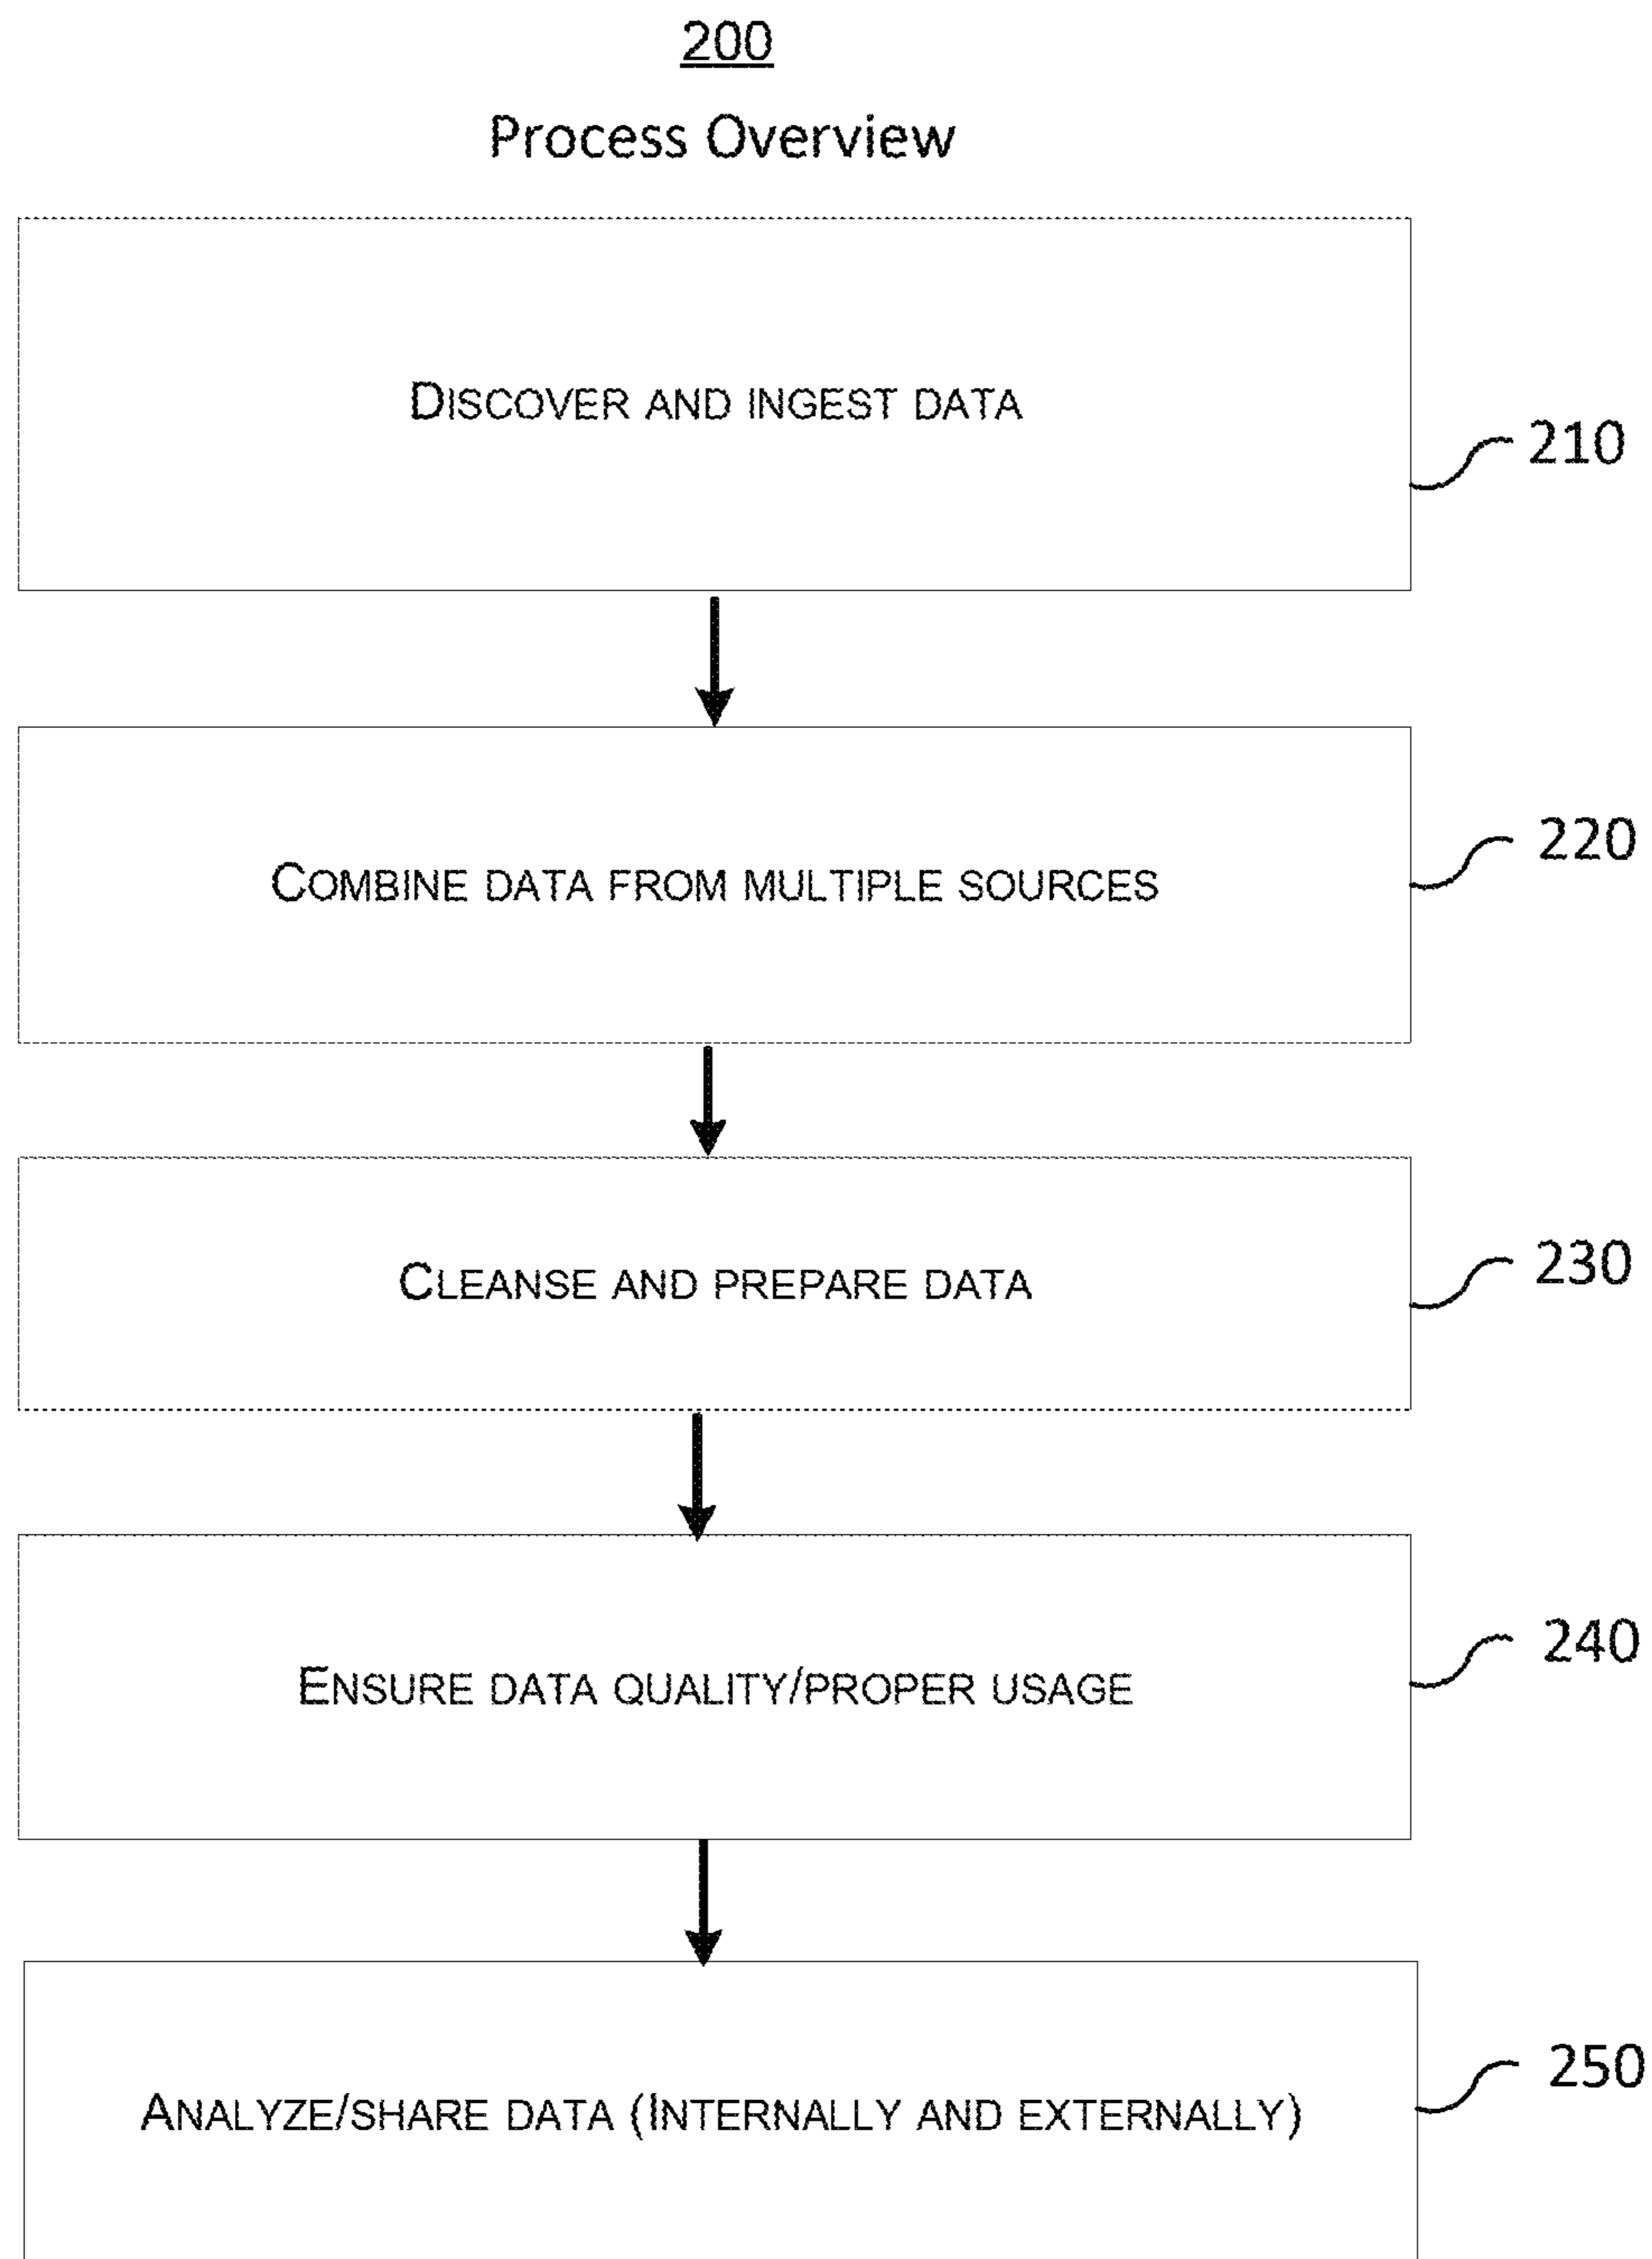 200
Process Overview
DISCOVER AND INGEST DATA
210
COMBINE DATA FROM MULTIPLE SOURCES
220
CLEANSE AND PREPARE DATA
230
ENSURE DATA QUALITY/PROPER USAGE
240
ANALYZE/SHARE DATA (INTERNALLY AND EXTERNALLY)
250